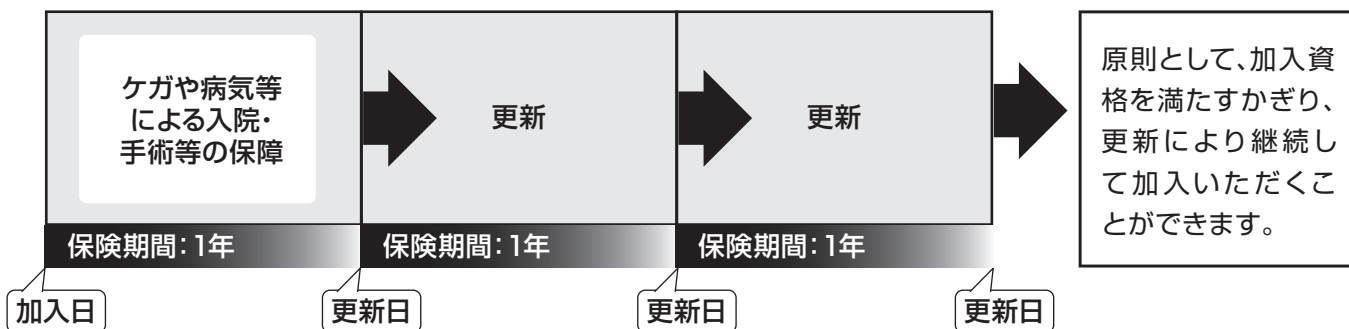 ケガや病気等
による入院・
手術等の保障
更新
更新
原則として、加入資
格を満たすかぎり、
更新により継続し
て加入いただくこ
とができます。
保険期間：1年
保険期間：1年
保険期間：1年
加入日
更新日
更新日
更新日